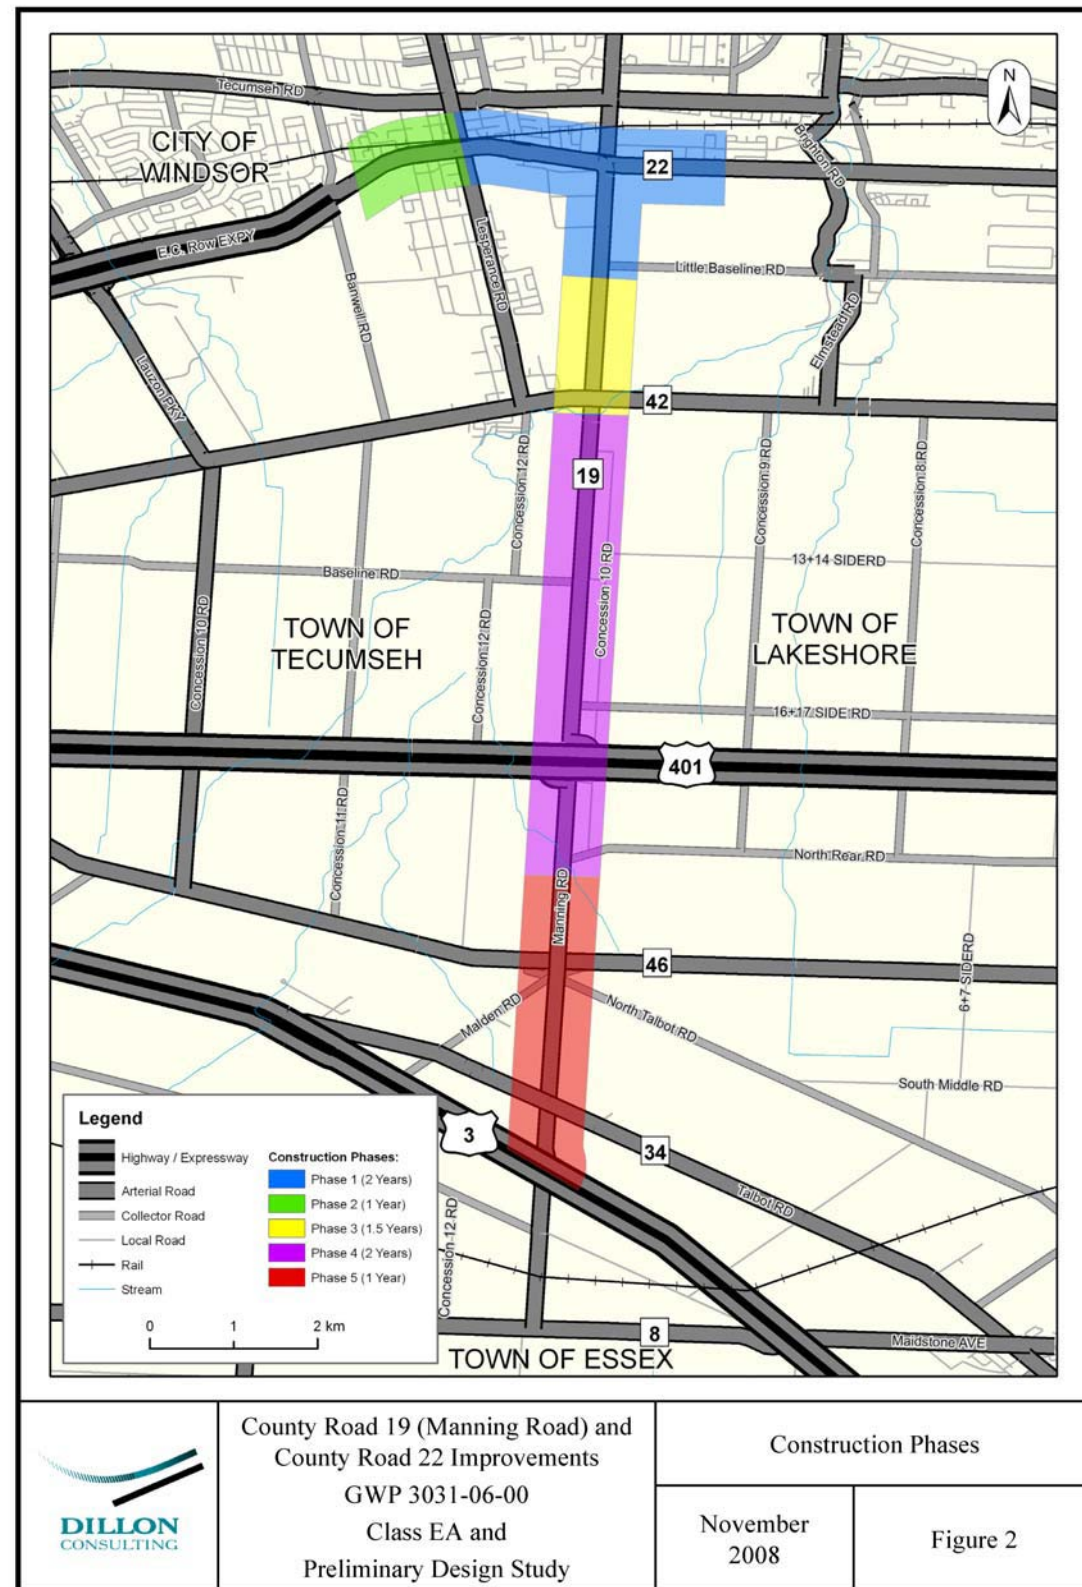 Tecumseh RD
N
CITY OF
WINDSOR
Brighton RD
22
E.C. Row EXPY
Lesperance RD
Little Baseline RD
Banwell RD
Elmstead RD
Lauzon PKY
42
Concession 12 RD
19
Concession 9 RD
Concession 8 RD
13+14 SIDERD
Baseline RD
Concession 10 RD
Concession 10 RD
Concession 12 RD
TOWN OF
TECUMSEH
TOWN OF
LAKESHORE
16+17 SIDE RD
401
Concession 11 RD
North Rear RD
Manning RD
46
6+7 SIDERD
Malden RD
North Talbot RD
South Middle RD
3
34
Talbot RD
Concession 12 RD
8
Maidstone AVE
TOWN OF ESSEX
Legend
Highway / Expressway
Arterial Road
Collector Road
Local Road
Rail
Stream
Construction Phases:
Phase 1 (2 Years)
Phase 2 (1 Year)
Phase 3 (1.5 Years)
Phase 4 (2 Years)
Phase 5 (1 Year)
0 1 2 km
DILLON
CONSULTING
County Road 19 (Manning Road) and
County Road 22 Improvements
GWP 3031-06-00
Class EA and
Preliminary Design Study
Construction Phases
November
2008
Figure 2